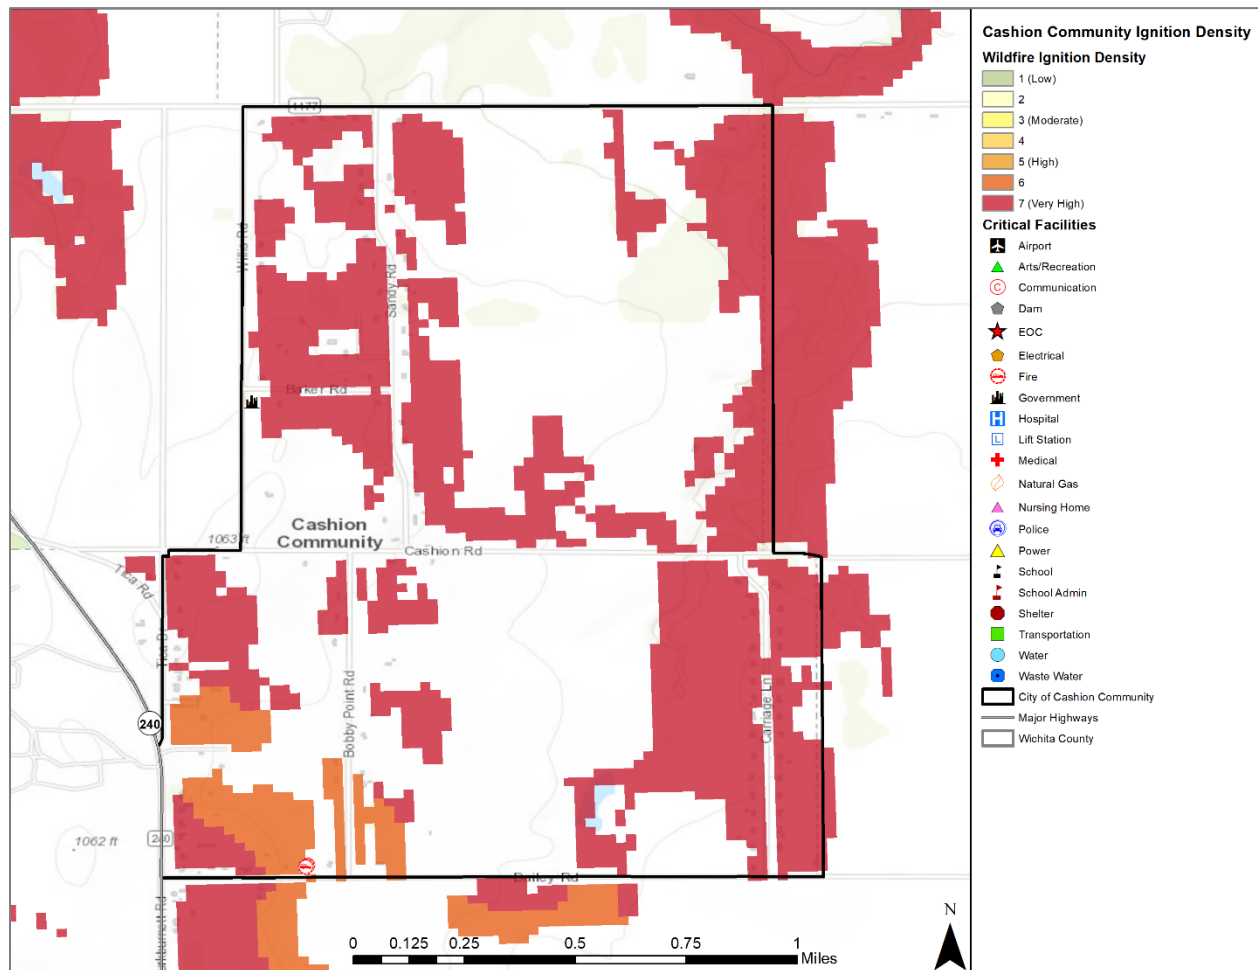 Cashion Community Ignition Density
Wildfire Ignition Density
1 (Low)
2
3 (Moderate)
4
5 (High)
6
7 (Very High)
Critical Facilities
Airport
Arts/Recreation
C Communication
Dam
EOC
Electrical
Fire
Government
H Hospital
L Lift Station
Medical
Natural Gas
Nursing Home
Police
Power
School
School Admin
Shelter
Transportation
Water
Waste Water
City of Cashion Community
Major Highways
Wichita County
1177
Willis Rd
Sandy Rd
Baker Rd
Cashion
Community
1063 ft
Cashion Rd
Tica Rd
Tica Dr
Bobby Point Rd
Carriage Ln
240
240
1062 ft
Bailey Rd
N
0 0.125 0.25 0.5 0.75 1
Miles